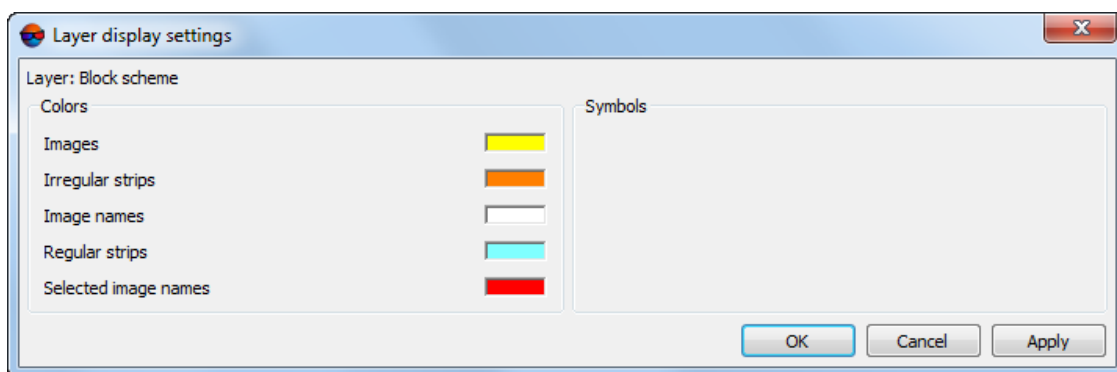 Layer display settings
Layer: Block scheme
Colors
Symbols
Images
Irregular strips
Image names
Regular strips
Selected image names
OK
Cancel
Apply